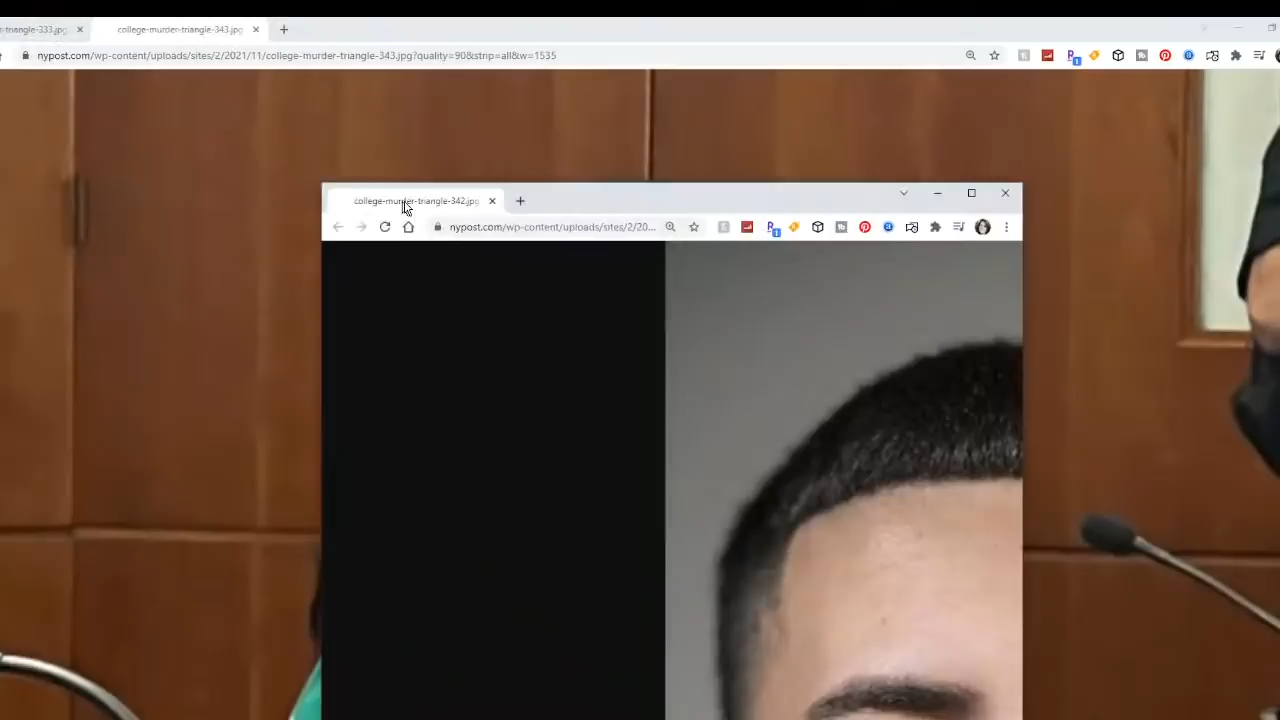 r-triangle-333.jpg
college-murder-triangle-343.jpg
nypost.com/wp-content/uploads/sites/2/2021/11/college-murder-triangle-343.jpg?quality=90&strip=all&w=1535
college-murder-triangle-342.jpg
nypost.com/wp-content/uploads/sites/2/20...